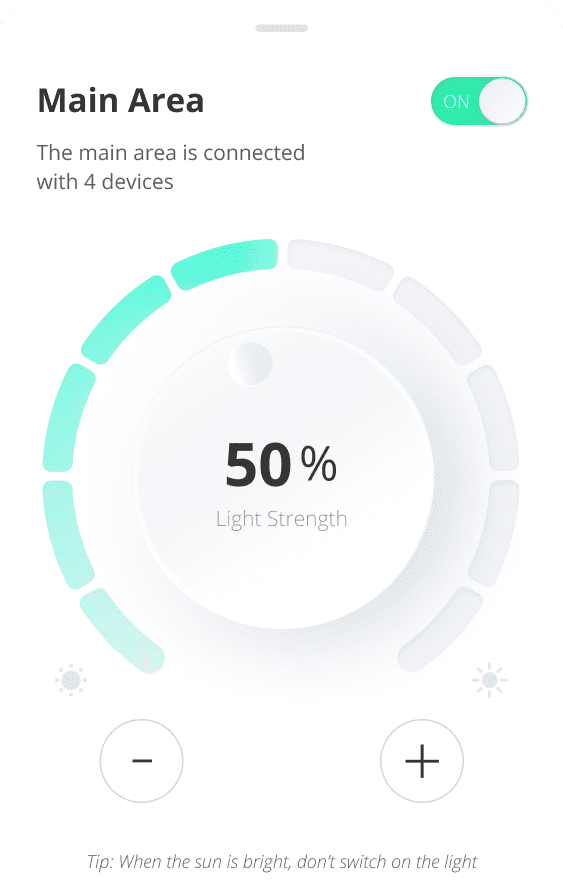 Main Area
ON
The main area is connected
with 4 devices
50 %
Light Strength
Tip: When the sun is bright, don’t switch on the light